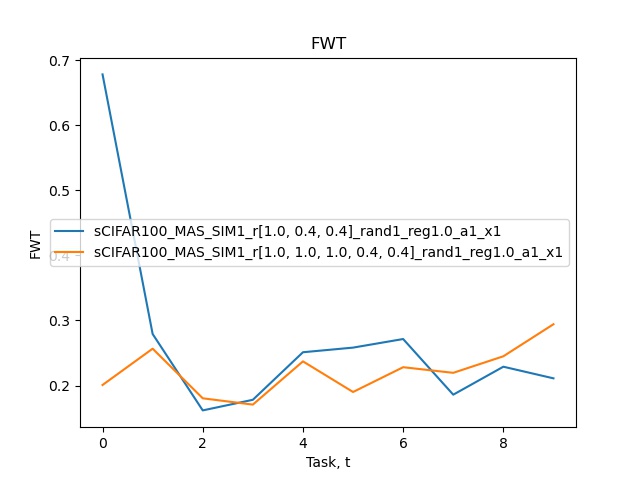 FWT
0.7
0.6
0.5
0.4
0.3
0.2
FWT
sCIFAR100_MAS_SIM1_r[1.0, 0.4, 0.4]_rand1_reg1.0_a1_x1
sCIFAR100_MAS_SIM1_r[1.0, 1.0, 1.0, 0.4, 0.4]_rand1_reg1.0_a1_x1
0 2 4 6 8
Task, t